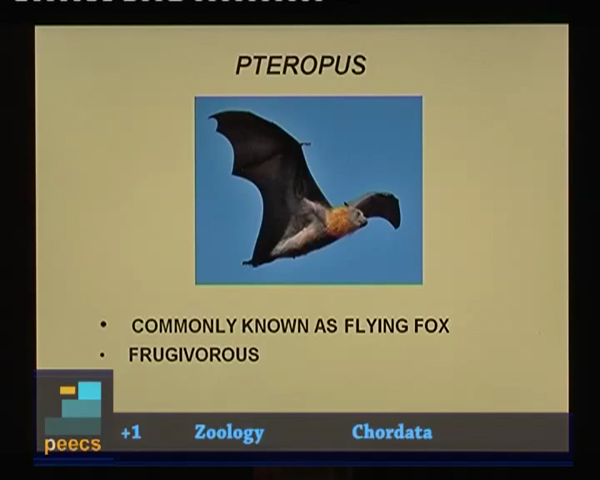 PTEROPUS
• COMMONLY KNOWN AS FLYING FOX
• FRUGIVOROUS
peecs
+1 Zoology Chordata